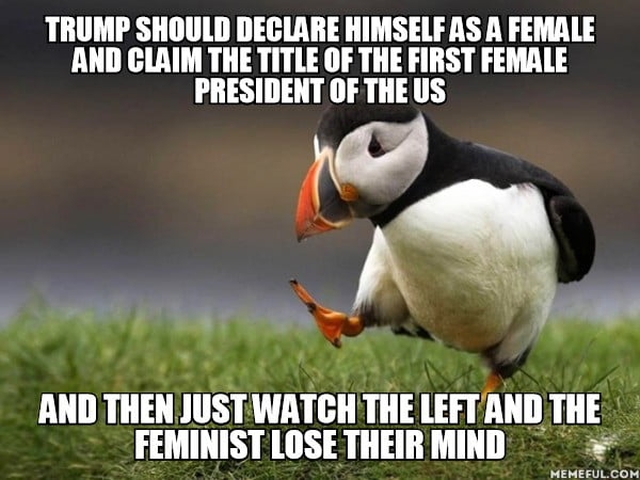 TRUMP SHOULD DECLARE HIMSELF AS A FEMALE
AND CLAIM THE TITLE OF THE FIRST FEMALE
PRESIDENT OF THE US
AND THEN JUST WATCH THE LEFT AND THE
FEMINIST LOSE THEIR MIND
MEMEFUL.COM